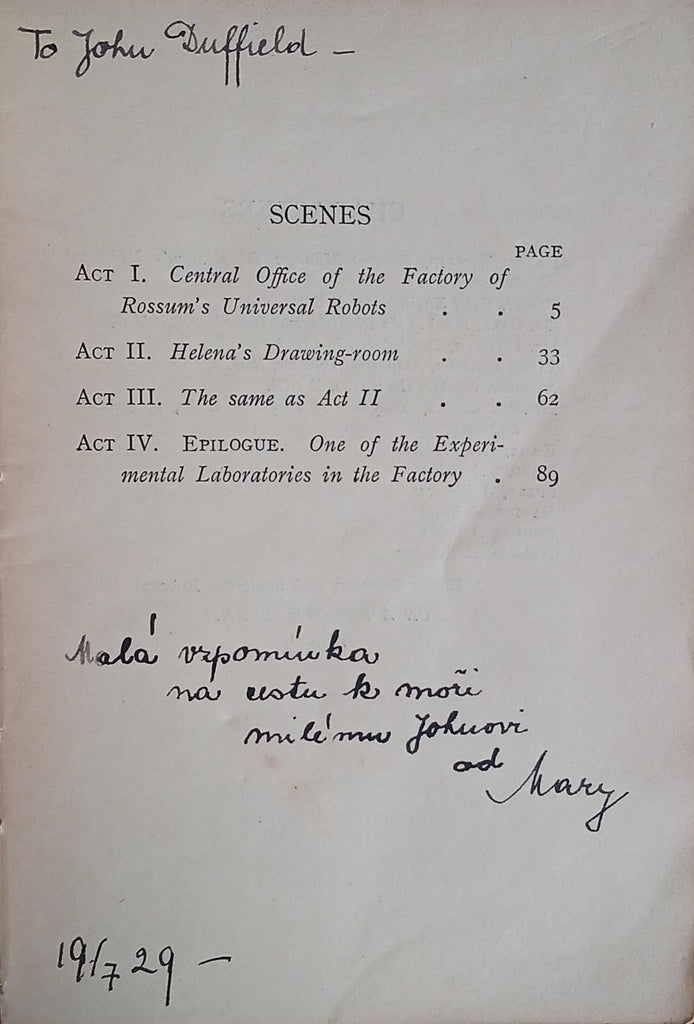 To John Duffield –
SCENES
PAGE
ACT I. Central Office of the Factory of
Rossum's Universal Robots . . 5
ACT II. Helena's Drawing-room . . 33
ACT III. The same as Act II . . 62
ACT IV. EPILOGUE. One of the Experi-
mental Laboratories in the Factory . 89
Malá vzpomínka
na cestu k moři
milému Johnovi
od
Mary
19/7 29 –